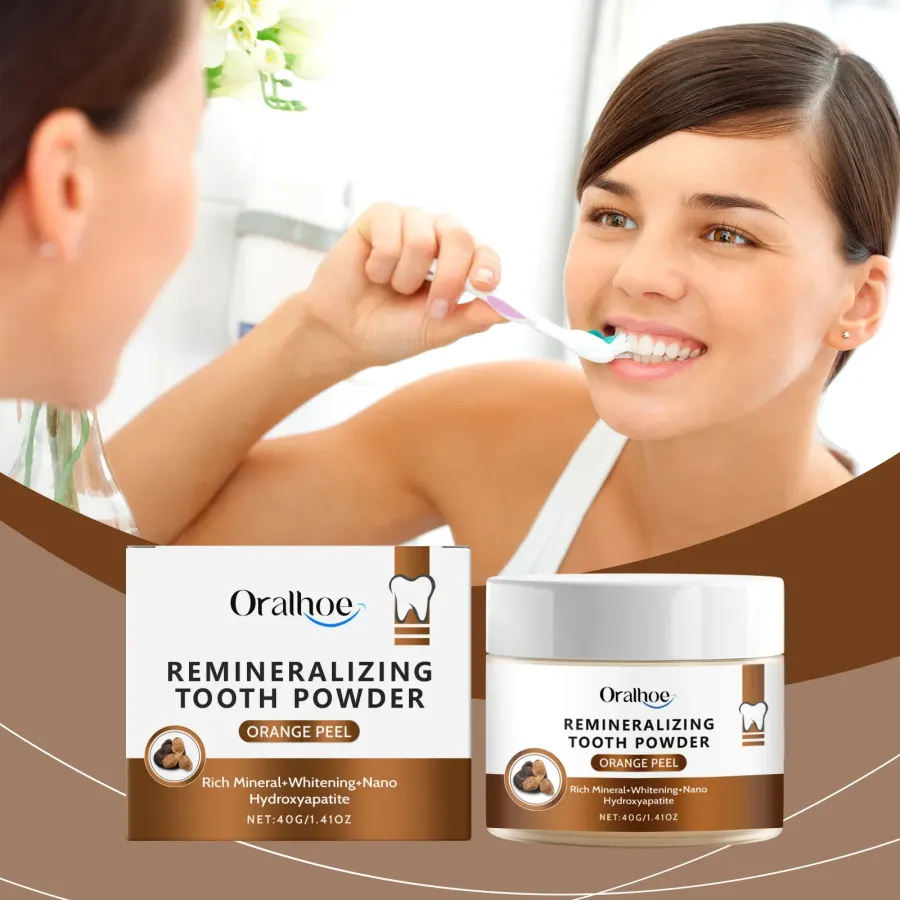 Oralhoe
REMINERALIZING
TOOTH POWDER
ORANGE PEEL
Rich Mineral+Whitening+Nano
Hydroxyapatite
NET:40G/1.41OZ
Oralhoe
REMINERALIZING
TOOTH POWDER
ORANGE PEEL
Rich Mineral+Whitening+Nano
Hydroxyapatite
NET:40G/1.41OZ